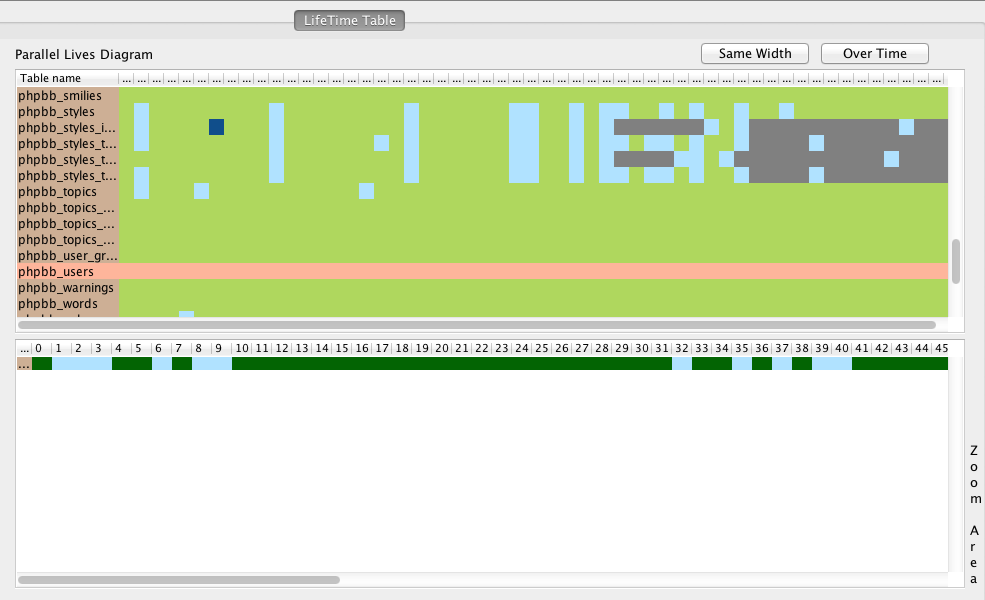 LifeTime Table
Parallel Lives Diagram
Same Width
Over Time
Table name ... ... ... ... ... ... ... ... ... ... ... ... ... ... ... ... ... ... ... ... ... ... ... ... ... ... ... ... ... ... ... ... ... ... ... ... ... ... ... ... ... ... ... ... ... ... ... ... ... ... ... ... ... ... ...
phpbb_smilies
phpbb_styles
phpbb_styles_i...
phpbb_styles_t...
phpbb_styles_t...
phpbb_styles_t...
phpbb_topics
phpbb_topics_...
phpbb_topics_...
phpbb_topics_...
phpbb_user_gr...
phpbb_users
phpbb_warnings
phpbb_words
... 0 1 2 3 4 5 6 7 8 9 10 11 12 13 14 15 16 17 18 19 20 21 22 23 24 25 26 27 28 29 30 31 32 33 34 35 36 37 38 39 40 41 42 43 44 45
...
Zoom Area